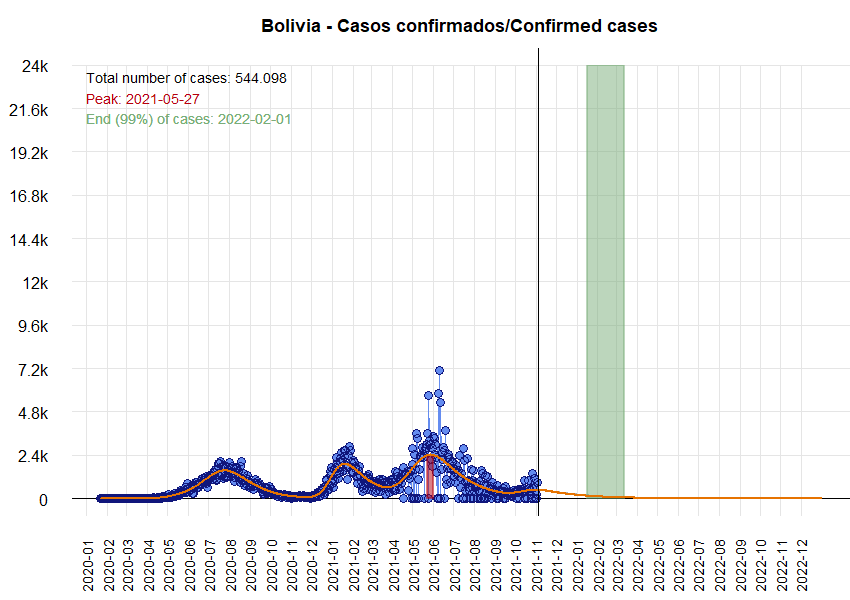 Bolivia - Casos confirmados/Confirmed cases
24k
21.6k
19.2k
16.8k
14.4k
12k
9.6k
7.2k
4.8k
2.4k
0
Total number of cases: 544.098
Peak: 2021-05-27
End (99%) of cases: 2022-02-01
2020-01
2020-02
2020-03
2020-04
2020-05
2020-06
2020-07
2020-08
2020-09
2020-10
2020-11
2020-12
2021-01
2021-02
2021-03
2021-04
2021-05
2021-06
2021-07
2021-08
2021-09
2021-10
2021-11
2021-12
2022-01
2022-02
2022-03
2022-04
2022-05
2022-06
2022-07
2022-08
2022-09
2022-10
2022-11
2022-12